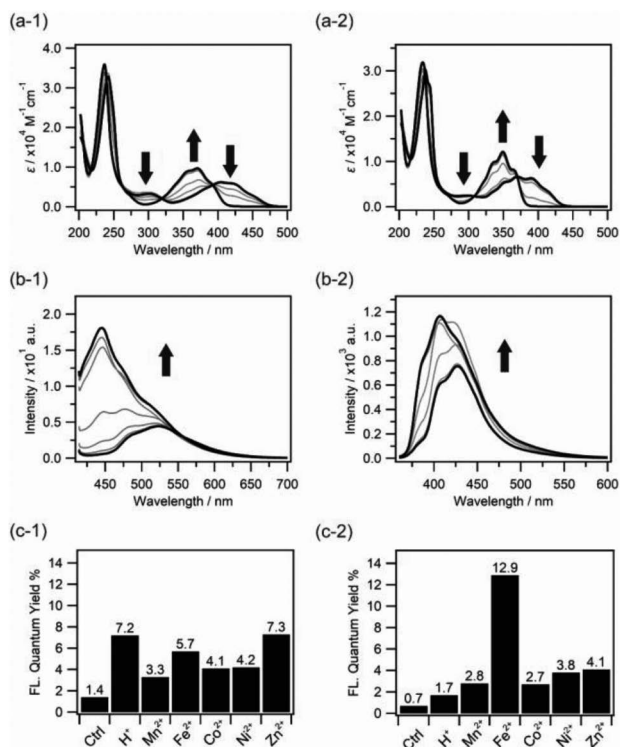 (a-1)
ε / x10⁴ M⁻¹ cm⁻¹
4.0
3.0
2.0
1.0
0.0
200 250 300 350 400 450 500
Wavelength / nm
(a-2)
ε / x10⁴ M⁻¹ cm⁻¹
4.0
3.0
2.0
1.0
0.0
200 250 300 350 400 450 500
Wavelength / nm
(b-1)
Intensity / x10¹ a.u.
2.0
1.5
1.0
0.5
0.0
450 500 550 600 650 700
Wavelength / nm
(b-2)
Intensity / x10³ a.u.
1.2
0.9
0.6
0.3
0.0
400 450 500 550 600
Wavelength / nm
(c-1)
FL. Quantum Yield %
14
12
10
8
6
4
2
0
1.4 7.2 3.3 5.7 4.1 4.2 7.3
Ctrl H⁺ Mn²⁺ Fe²⁺ Co²⁺ Ni²⁺ Zn²⁺
(c-2)
FL. Quantum Yield %
14
12
10
8
6
4
2
0
0.7 1.7 2.8 12.9 2.7 3.8 4.1
Ctrl H⁺ Mn²⁺ Fe²⁺ Co²⁺ Ni²⁺ Zn²⁺